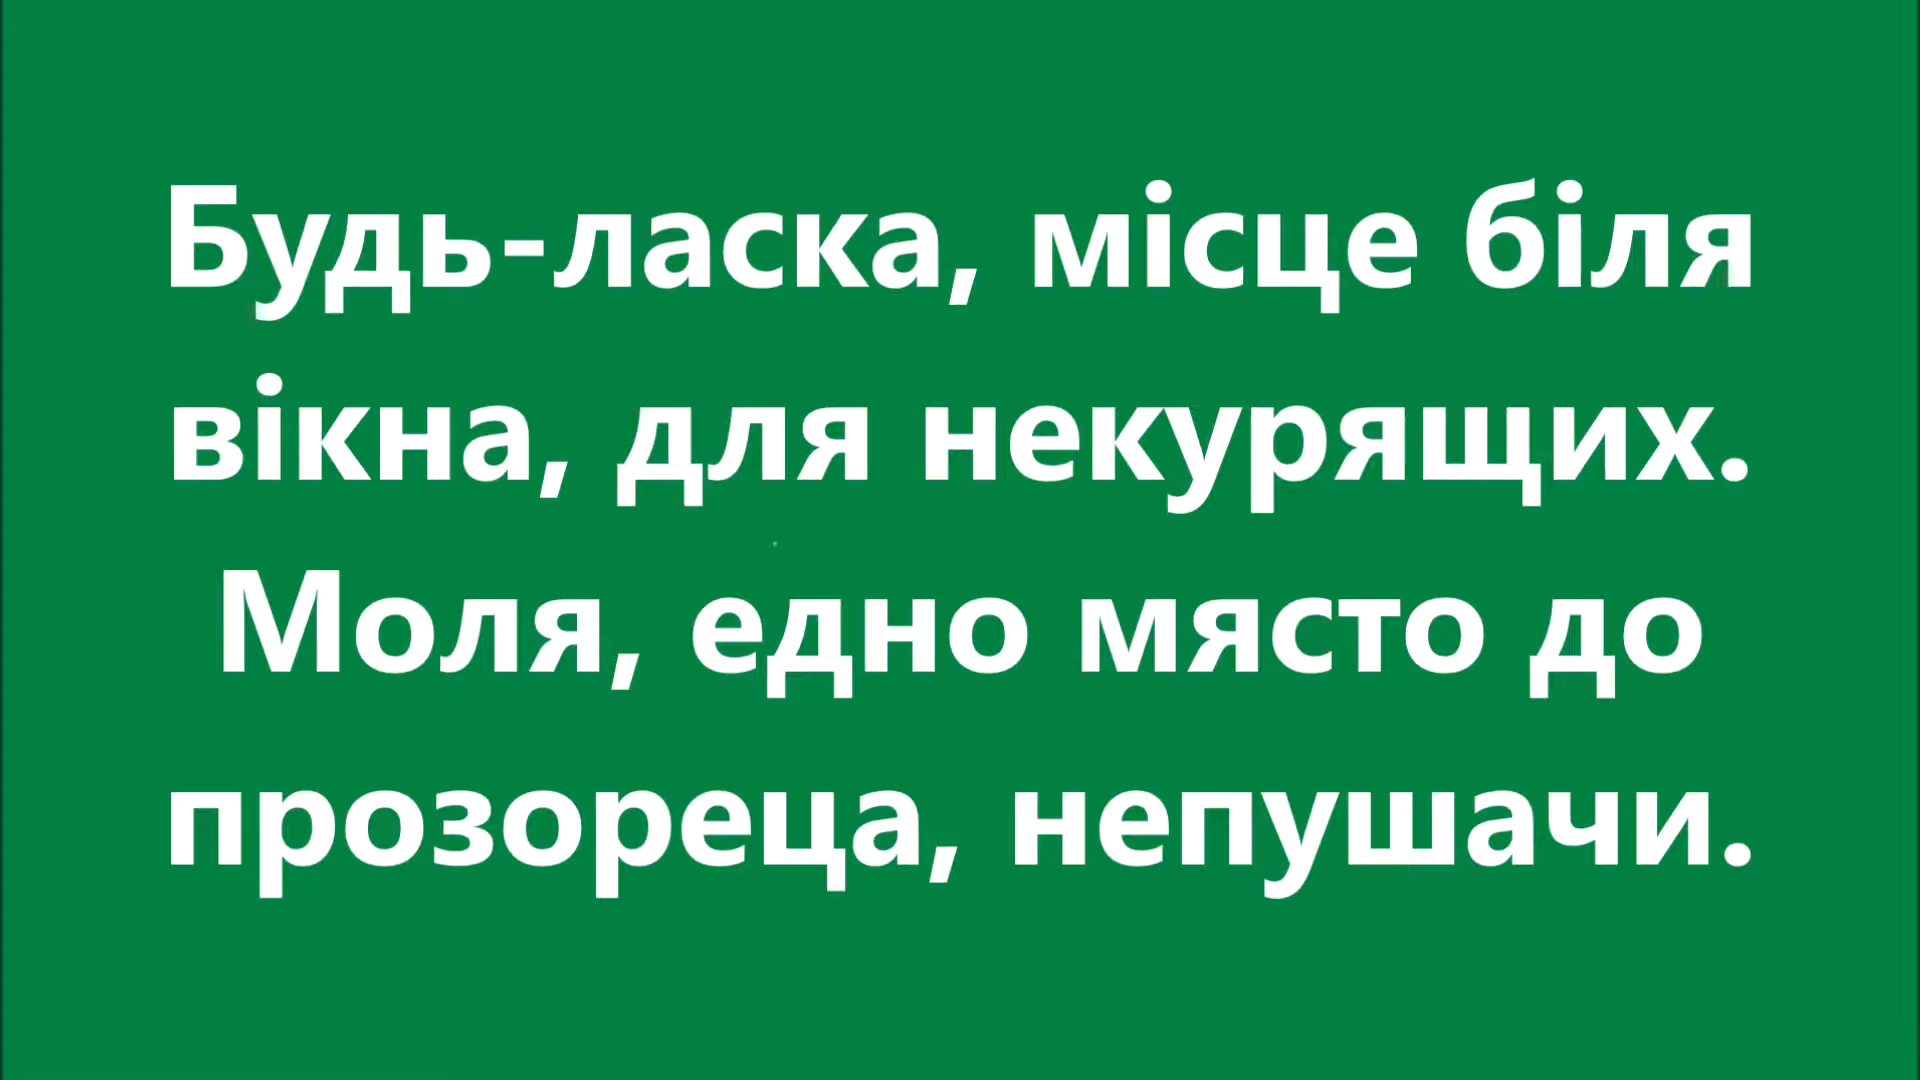 Будь-ласка, місце біля
вікна, для некурящих.
Моля, едно място до
прозореца, непушачи.